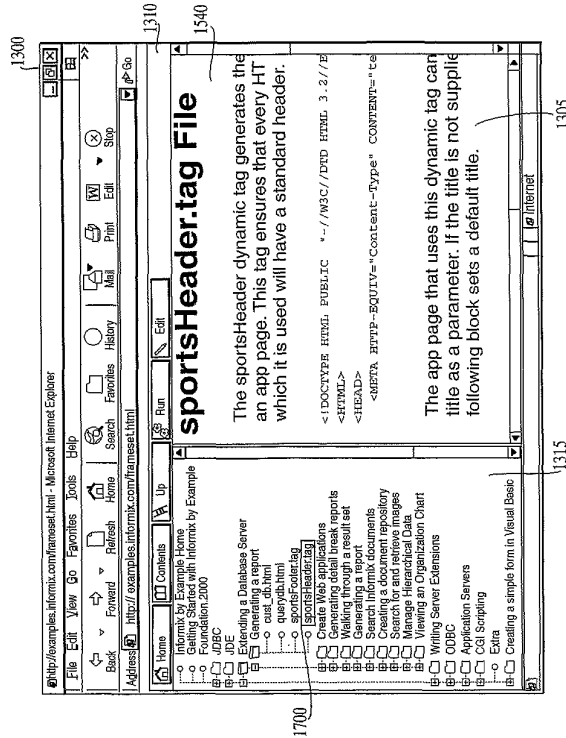 1300
http://examples.informix.com/frameset.html - Microsoft Internet Explorer
File Edit View Go Favorites Tools Help
Back Forward Refresh Home Search Favorites History Mail Print Edit Stop
Address http://examples.informix.com/frameset.html Go
1310
Home Contents Up Run Edit
Informix by Example Home
Getting Started with Informix by Example
Foundation.2000
JDBC
JDE
Extending a Database Server
Generating a report
cust_db.html
querydb.html
sportsFooter.tag
sportsHeader.tag
Create Web applications
Generating detail break reports
Walking through a result set
Generating a report
Search Informix documents
Creating a document repository
Search for and retrieve images
Manage Hierarchical Data
Viewing an Organization Chart
Writing Server Extensions
ODBC
Application Servers
CGI Scripting
Extra
Creating a simple form in Visual Basic
1700
1315
sportsHeader.tag File
1540
The sportsHeader dynamic tag generates the
an app page. This tag ensures that every HT
which it is used will have a standard header.
<!DOCTYPE HTML PUBLIC "-//W3C//DTD HTML 3.2//E
<HTML>
<HEAD>
<META HTTP-EQUIV="Content-Type" CONTENT="te
The app page that uses this dynamic tag can
title as a parameter. If the title is not supplie
following block sets a default title.
1305
Internet